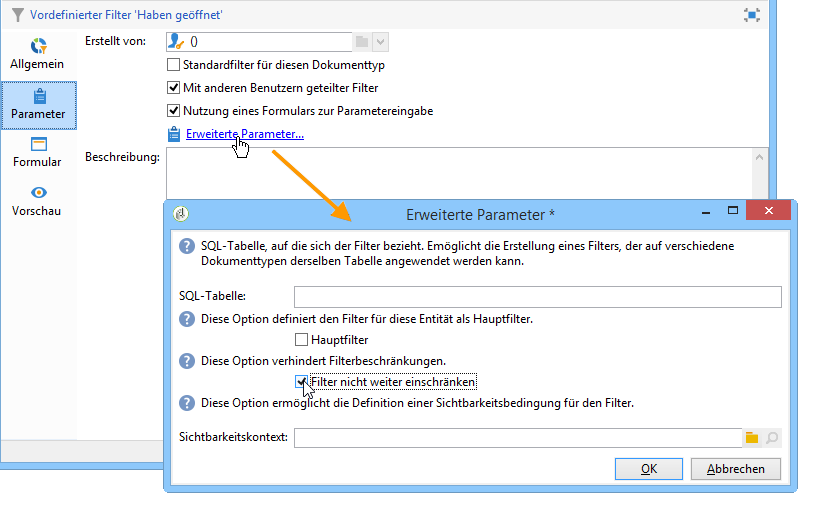 Vordefinierter Filter 'Haben geöffnet'
Allgemein
Parameter
Formular
Vorschau
Erstellt von:
0
Standardfilter für diesen Dokumenttyp
Mit anderen Benutzern geteilter Filter
Nutzung eines Formulars zur Parametereingabe
Erweiterte Parameter...
Beschreibung:
Erweiterte Parameter *
SQL-Tabelle, auf die sich der Filter bezieht. Emöglicht die Erstellung eines Filters, der auf verschiedene
Dokumenttypen derselben Tabelle angewendet werden kann.
SQL-Tabelle:
Diese Option definiert den Filter für diese Entität als Hauptfilter.
Hauptfilter
Diese Option verhindert Filterbeschränkungen.
Filter nicht weiter einschränken
Diese Option ermöglicht die Definition einer Sichtbarkeitsbedingung für den Filter.
Sichtbarkeitskontext:
OK
Abbrechen